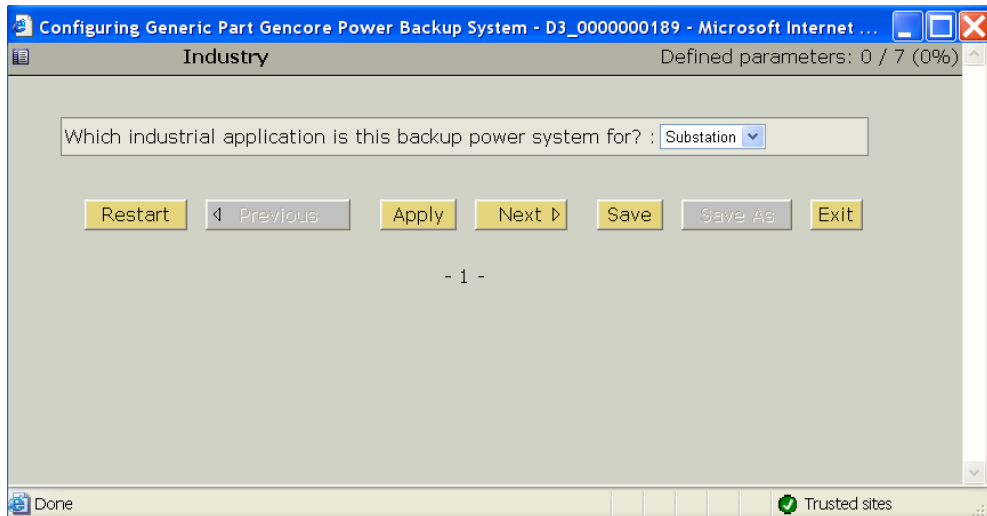 Configuring Generic Part Gencore Power Backup System - D3_0000000189 - Microsoft Internet ...
Industry Defined parameters: 0 / 7 (0%)
Which industrial application is this backup power system for? : Substation
Restart Previous Apply Next Save Save As Exit
- 1 -
Done Trusted sites